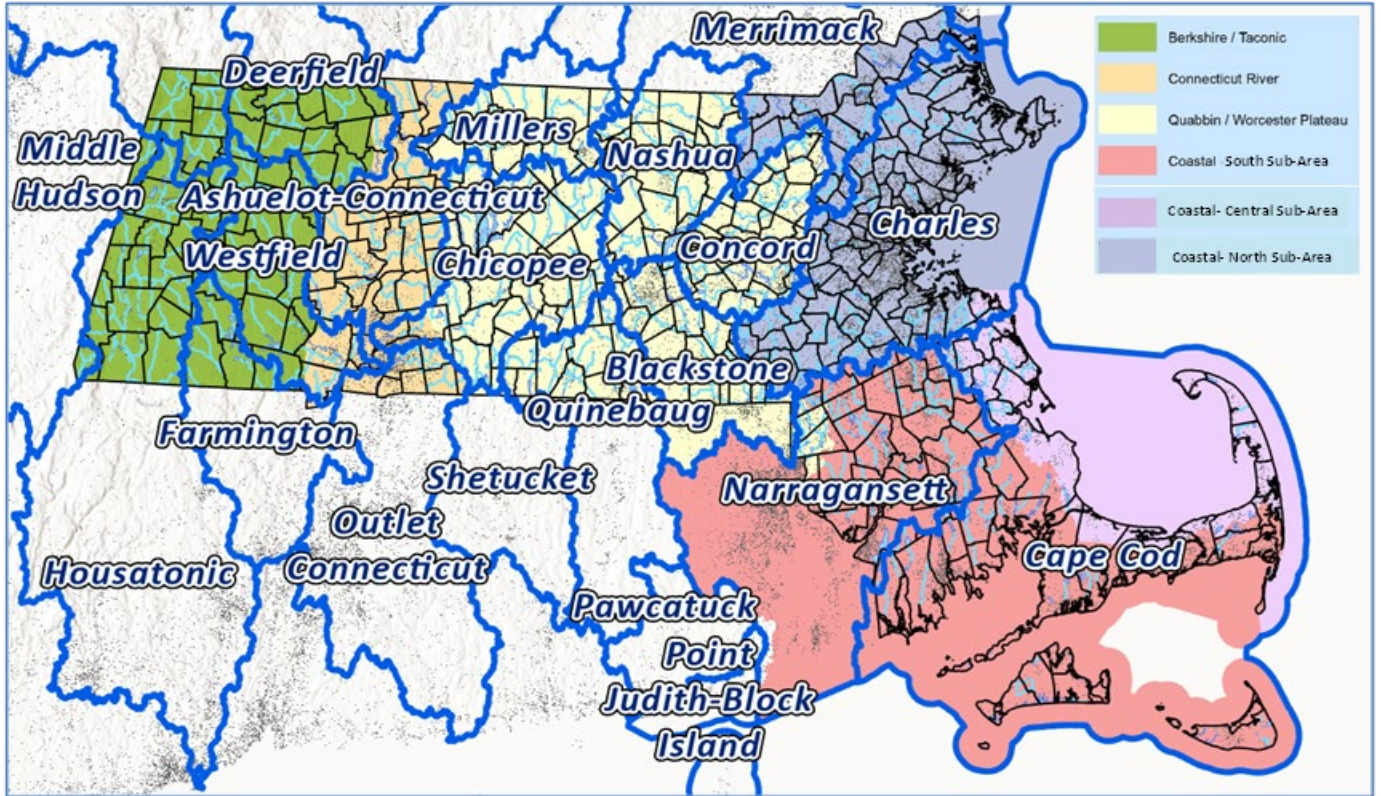 Merrimack
Berkshire / Taconic
Connecticut River
Quabbin / Worcester Plateau
Coastal -South Sub-Area
Coastal- Central Sub-Area
Coastal- North Sub-Area
Deerfield
Millers
Nashua
Middle
Hudson
Ashuelot-Connecticut
Charles
Westfield
Chicopee
Concord
Blackstone
Quinebaug
Farmington
Shetucket
Narragansett
Outlet
Connecticut
Cape Cod
Housatonic
Pawcatuck
Point
Judith-Block
Island